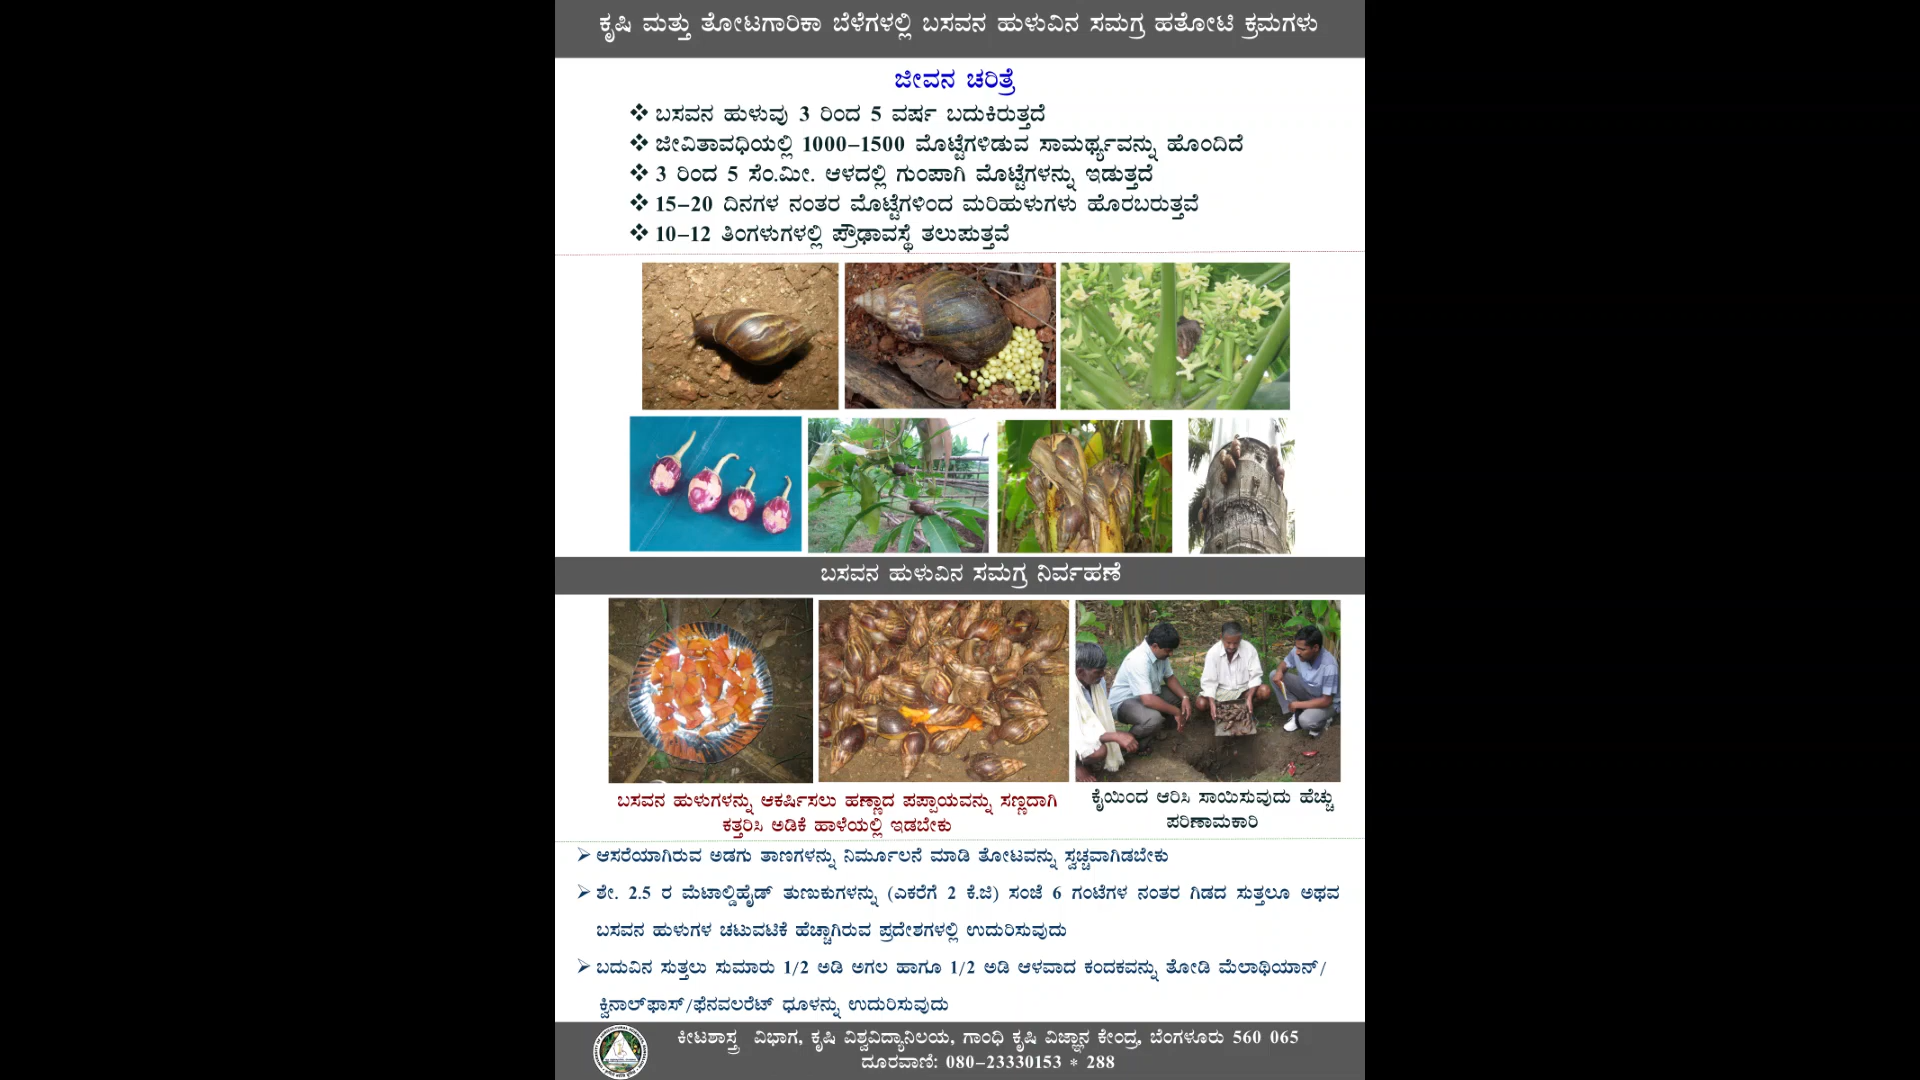 ಕೃಷಿ ಮತ್ತು ತೋಟಗಾರಿಕಾ ಬೆಳೆಗಳಲ್ಲಿ ಬಸವನ ಹುಳುವಿನ ಸಮಗ್ರ ಹತೋಟಿ ಕ್ರಮಗಳು
ಜೀವನ ಚರಿತ್ರೆ
❖ ಬಸವನ ಹುಳುವು 3 ರಿಂದ 5 ವರ್ಷ ಬದುಕಿರುತ್ತದೆ
❖ ಜೀವಿತಾವಧಿಯಲ್ಲಿ 1000–1500 ಮೊಟ್ಟೆಗಳಿಡುವ ಸಾಮರ್ಥ್ಯವನ್ನು ಹೊಂದಿದೆ
❖ 3 ರಿಂದ 5 ಸೆಂ.ಮೀ. ಆಳದಲ್ಲಿ ಗುಂಪಾಗಿ ಮೊಟ್ಟೆಗಳನ್ನು ಇಡುತ್ತದೆ
❖ 15–20 ದಿನಗಳ ನಂತರ ಮೊಟ್ಟೆಗಳಿಂದ ಮರಿಹುಳುಗಳು ಹೊರಬರುತ್ತವೆ
❖ 10–12 ತಿಂಗಳುಗಳಲ್ಲಿ ಪ್ರೌಢಾವಸ್ಥೆ ತಲುಪುತ್ತವೆ
ಬಸವನ ಹುಳುವಿನ ಸಮಗ್ರ ನಿರ್ವಹಣೆ
ಬಸವನ ಹುಳುಗಳನ್ನು ಆಕರ್ಷಿಸಲು ಹಣ್ಣಾದ ಪಪ್ಪಾಯವನ್ನು ಸಣ್ಣದಾಗಿ
ಕತ್ತರಿಸಿ ಅಡಿಕೆ ಹಾಳೆಯಲ್ಲಿ ಇಡಬೇಕು
ಕೈಯಿಂದ ಆರಿಸಿ ಸಾಯಿಸುವುದು ಹೆಚ್ಚು
ಪರಿಣಾಮಕಾರಿ
➢ ಆಸರೆಯಾಗಿರುವ ಅಡಗು ತಾಣಗಳನ್ನು ನಿರ್ಮೂಲನೆ ಮಾಡಿ ತೋಟವನ್ನು ಸ್ವಚ್ಚವಾಗಿಡಬೇಕು
➢ ಶೇ. 2.5 ರ ಮೆಟಾಲ್ಡಿಹೈಡ್ ತುಣುಕುಗಳನ್ನು (ಎಕರೆಗೆ 2 ಕೆ.ಜಿ) ಸಂಜೆ 6 ಗಂಟೆಗಳ ನಂತರ ಗಿಡದ ಸುತ್ತಲೂ ಅಥವ
ಬಸವನ ಹುಳುಗಳ ಚಟುವಟಿಕೆ ಹೆಚ್ಚಾಗಿರುವ ಪ್ರದೇಶಗಳಲ್ಲಿ ಉದುರಿಸುವುದು
➢ ಬದುವಿನ ಸುತ್ತಲು ಸುಮಾರು 1/2 ಅಡಿ ಅಗಲ ಹಾಗೂ 1/2 ಅಡಿ ಆಳವಾದ ಕಂದಕವನ್ನು ತೋಡಿ ಮೆಲಾಥಿಯಾನ್/
ಕ್ವಿನಾಲ್‌ಫಾಸ್/ಫೆನವಲರೆಟ್ ಧೂಳನ್ನು ಉದುರಿಸುವುದು
ಕೀಟಶಾಸ್ತ್ರ ವಿಭಾಗ, ಕೃಷಿ ವಿಶ್ವವಿದ್ಯಾನಿಲಯ, ಗಾಂಧಿ ಕೃಷಿ ವಿಜ್ಞಾನ ಕೇಂದ್ರ, ಬೆಂಗಳೂರು 560 065
ದೂರವಾಣಿ: 080–23330153 * 288